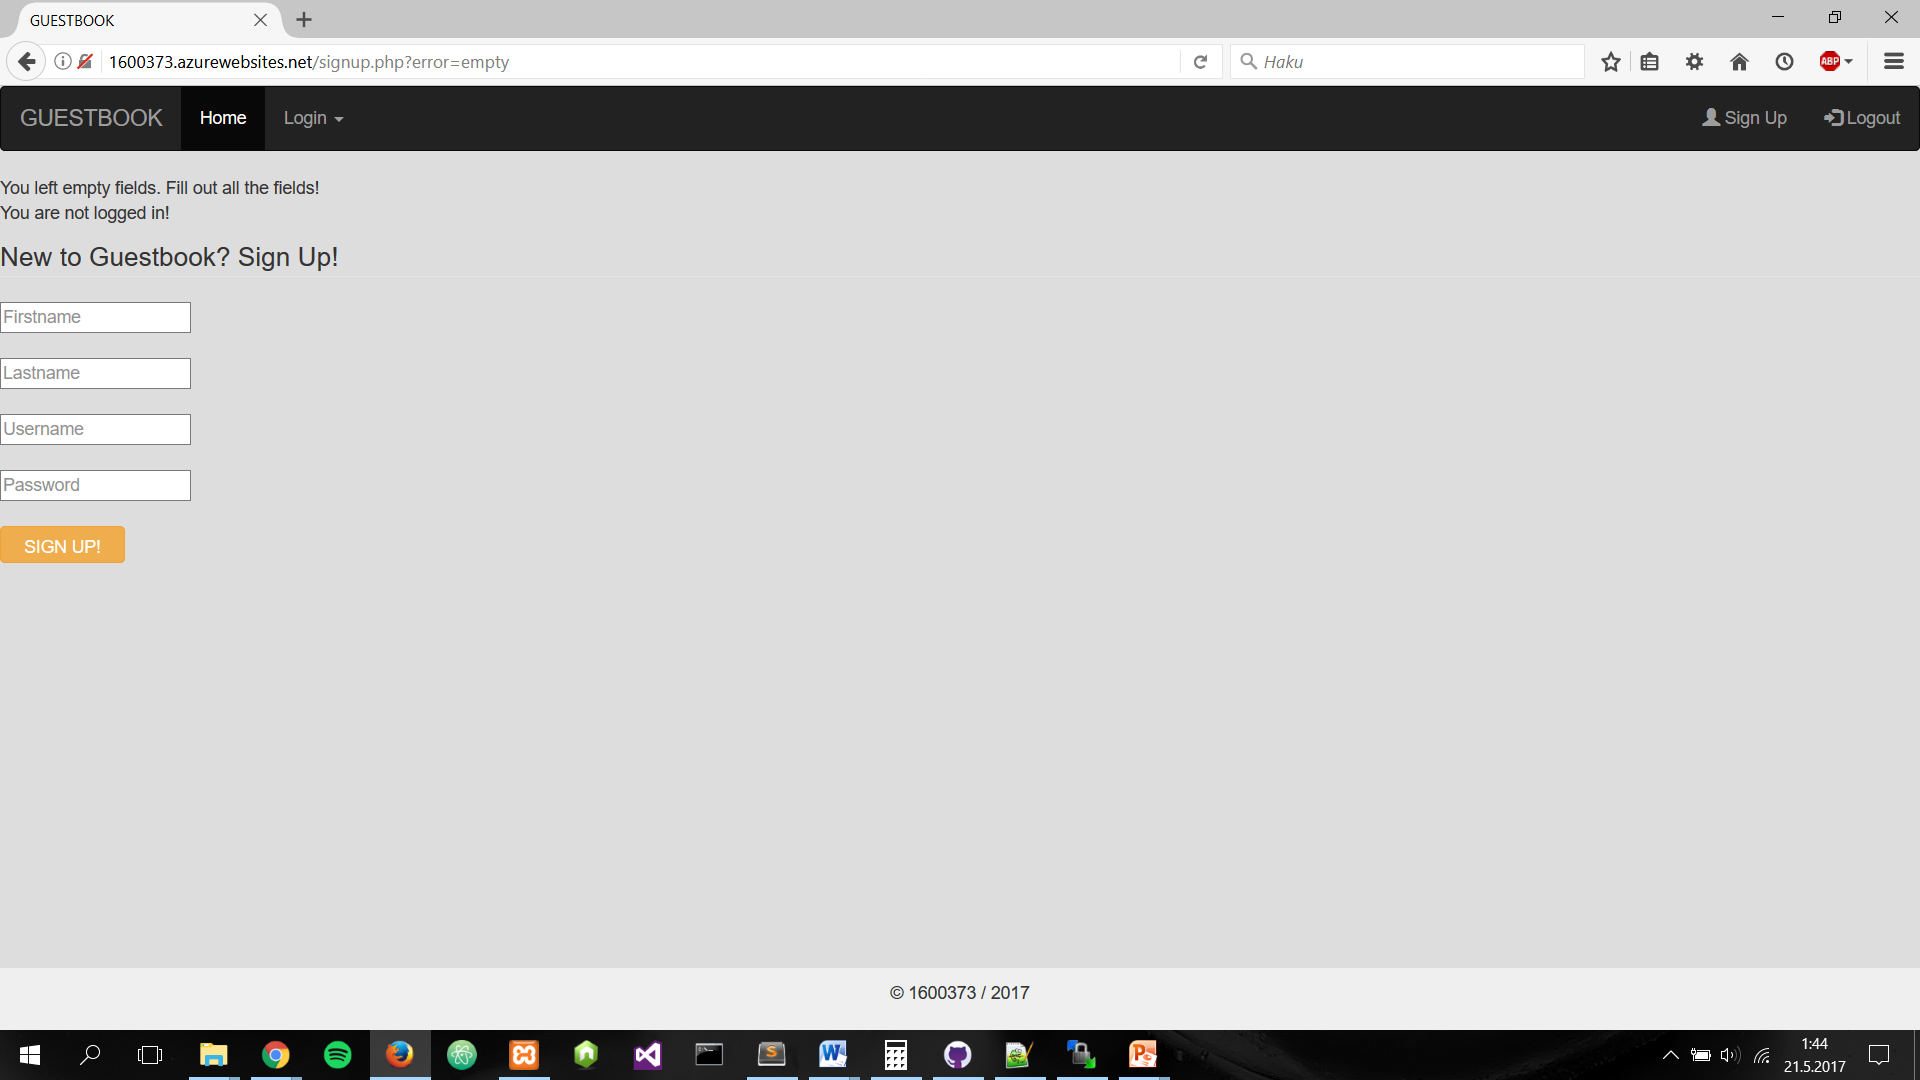 GUESTBOOK
1600373.azurewebsites.net/signup.php?error=empty
Haku
ABP
GUESTBOOK
Home
Login
Sign Up
Logout
You left empty fields. Fill out all the fields!
You are not logged in!
New to Guestbook? Sign Up!
Firstname
Lastname
Username
Password
SIGN UP!
© 1600373 / 2017
1:44
21.5.2017